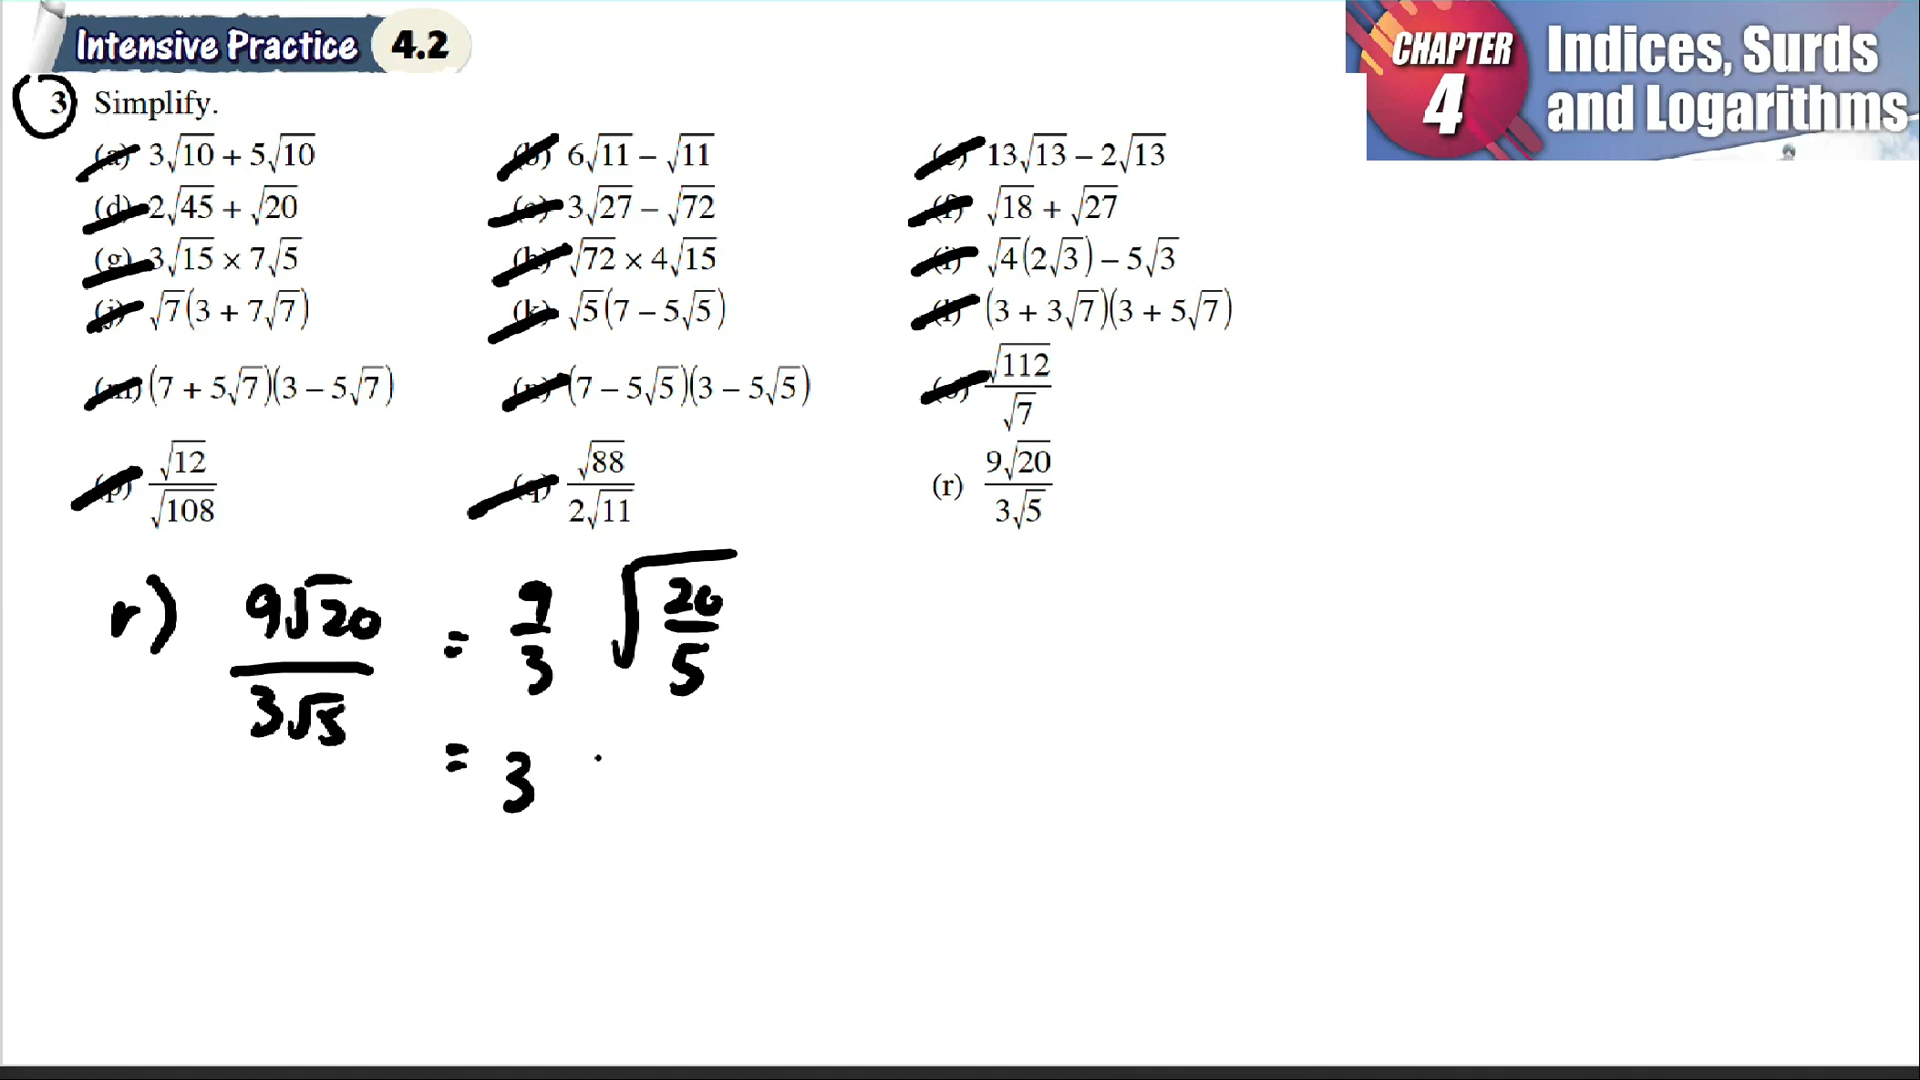 Intensive Practice 4.2
CHAPTER 4
Indices, Surds and Logarithms
3 Simplify.
(a) 3√10 + 5√10 (b) 6√11 – √11 (c) 13√13 – 2√13
(d) 2√45 + √20 (e) 3√27 – √72 (f) √18 + √27
(g) 3√15 × 7√5 (h) √72 × 4√15 (i) √4(2√3) – 5√3
(j) √7(3 + 7√7) (k) √5(7 – 5√5) (l) (3 + 3√7)(3 + 5√7)
(m) (7 + 5√7)(3 – 5√7) (n) (7 – 5√5)(3 – 5√5) (o) √112/√7
(p) √12/√108 (q) √88/2√11 (r) 9√20/3√5
r) 9√20/3√5 = 9/3 √(20/5)
= 3